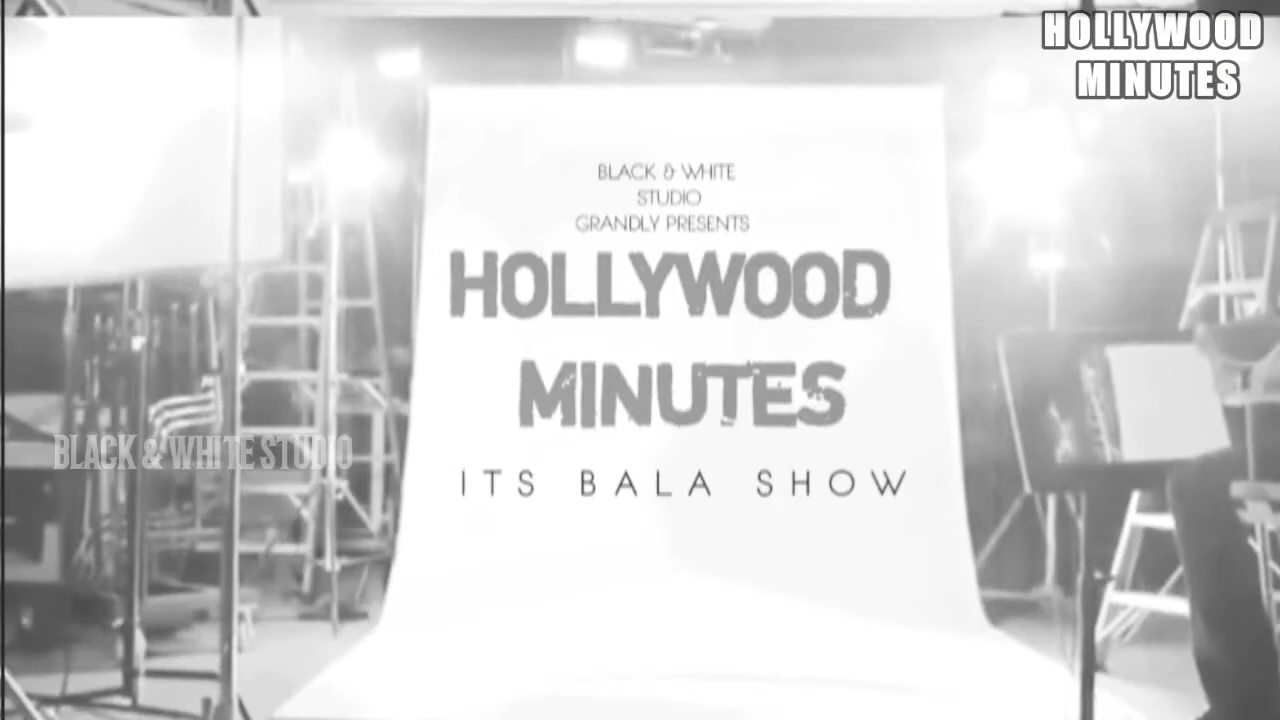 HOLLYWOOD
MINUTES
BLACK & WHITE
STUDIO
GRANDLY PRESENTS
HOLLYWOOD
MINUTES
BLACK & WHITE STUDIO
ITS BALA SHOW